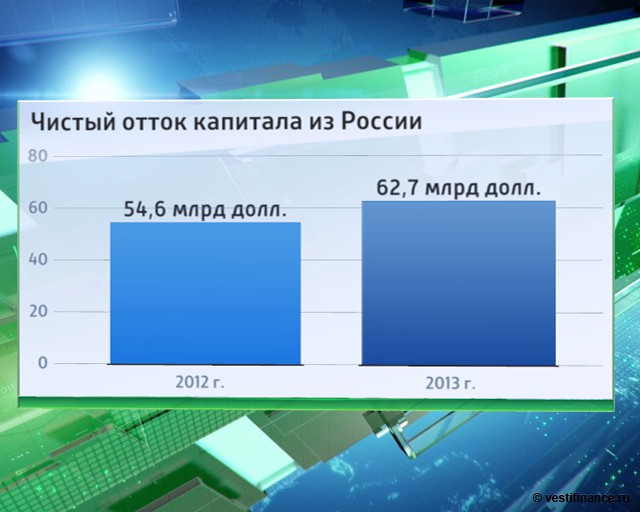 Чистый отток капитала из России
80
60
40
20
0
54,6 млрд долл.
62,7 млрд долл.
2012 г.
2013 г.
© vestifinance.ru